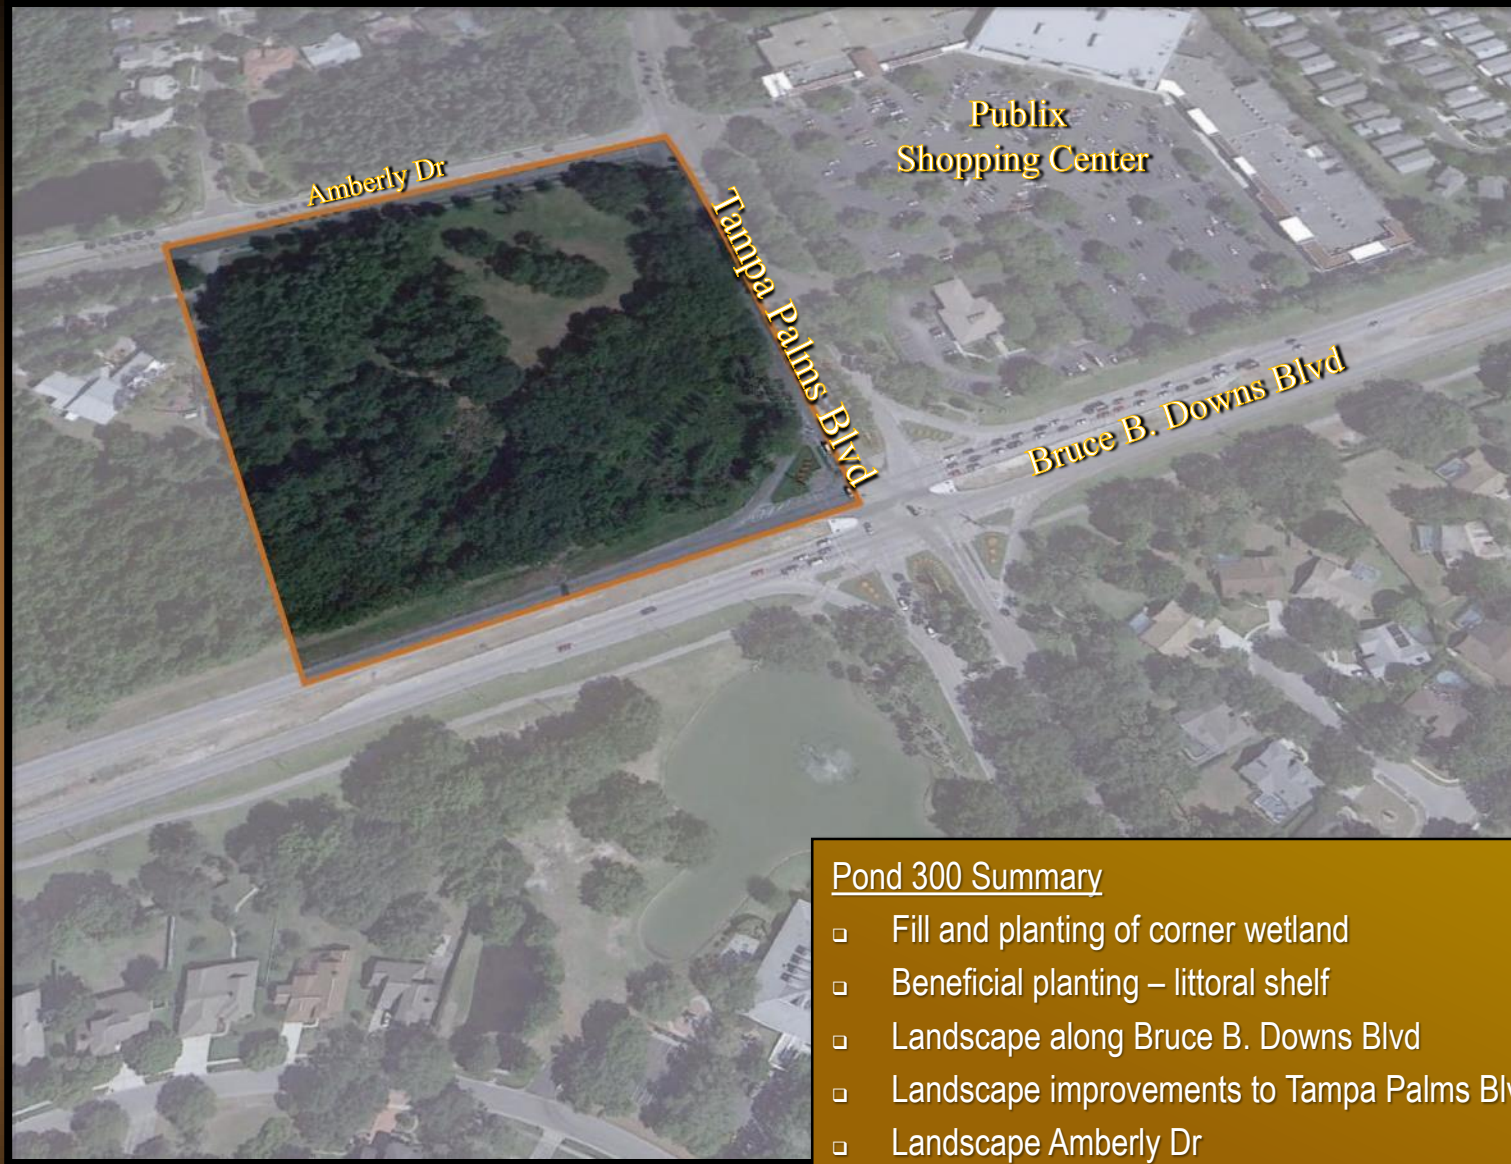 Publix
Shopping Center
Amberly Dr
Tampa Palms Blvd
Bruce B. Downs Blvd
Pond 300 Summary
❑ Fill and planting of corner wetland
❑ Beneficial planting – littoral shelf
❑ Landscape along Bruce B. Downs Blvd
❑ Landscape improvements to Tampa Palms Blv
❑ Landscape Amberly Dr